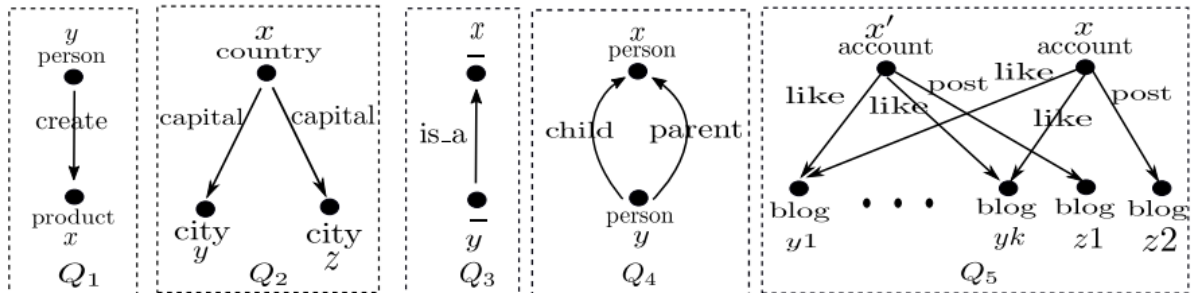 y
person
create
product
x
Q1
x
country
capital capital
city city
y z
Q2
x
_
is_a
_
y
Q3
x
person
child parent
person
y
Q4
x′ x
account account
like like post like like post
blog . . . blog blog blog
y1 yk z1 z2
Q5